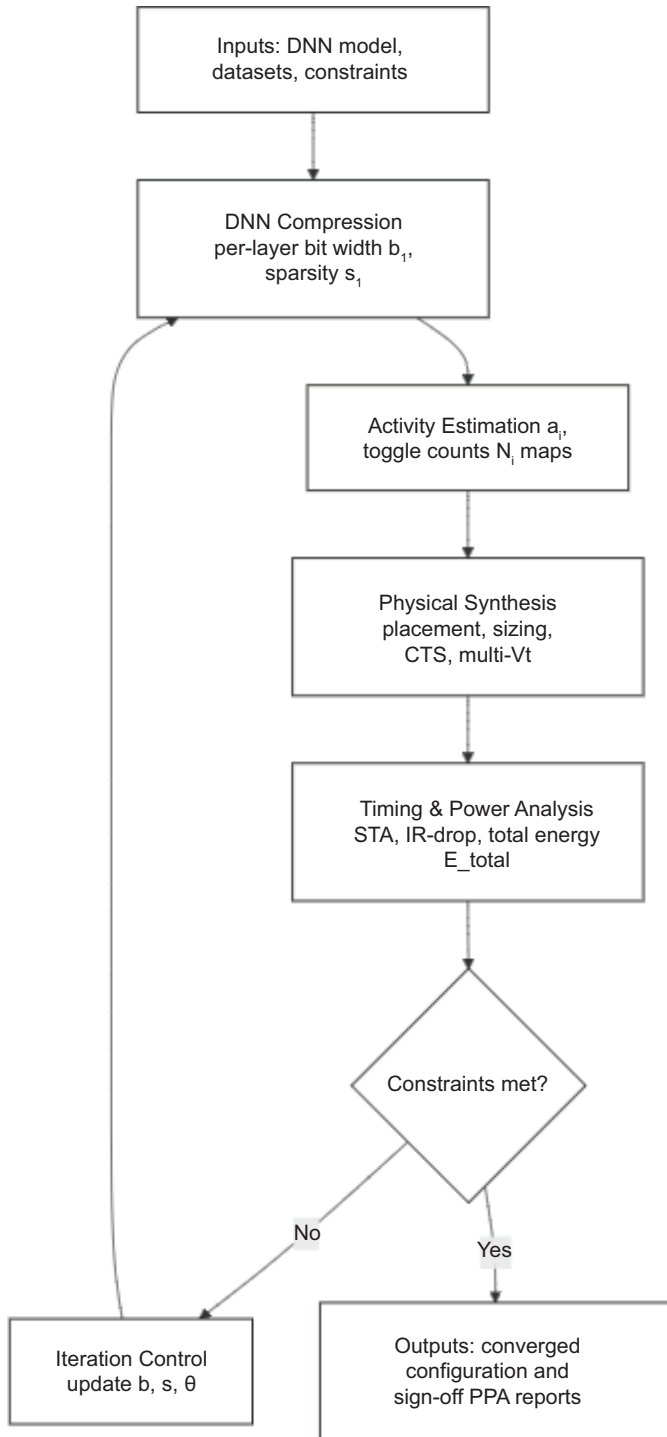 Inputs: DNN model,
datasets, constraints
DNN Compression
per-layer bit width b₁,
sparsity s₁
Activity Estimation aᵢ,
toggle counts Nᵢ maps
Physical Synthesis
placement, sizing,
CTS, multi-Vt
Timing & Power Analysis
STA, IR-drop, total energy
E_total
Constraints met?
No
Yes
Iteration Control
update b, s, θ
Outputs: converged
configuration and
sign-off PPA reports